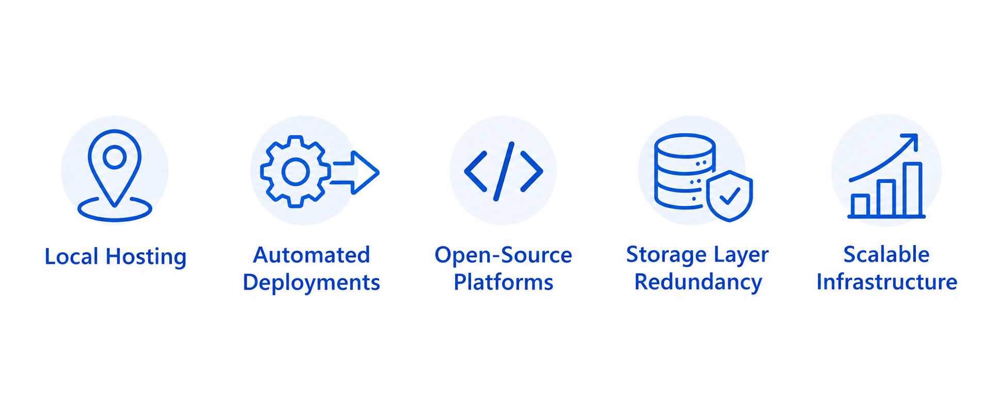 Local Hosting
Automated
Deployments
Open-Source
Platforms
Storage Layer
Redundancy
Scalable
Infrastructure